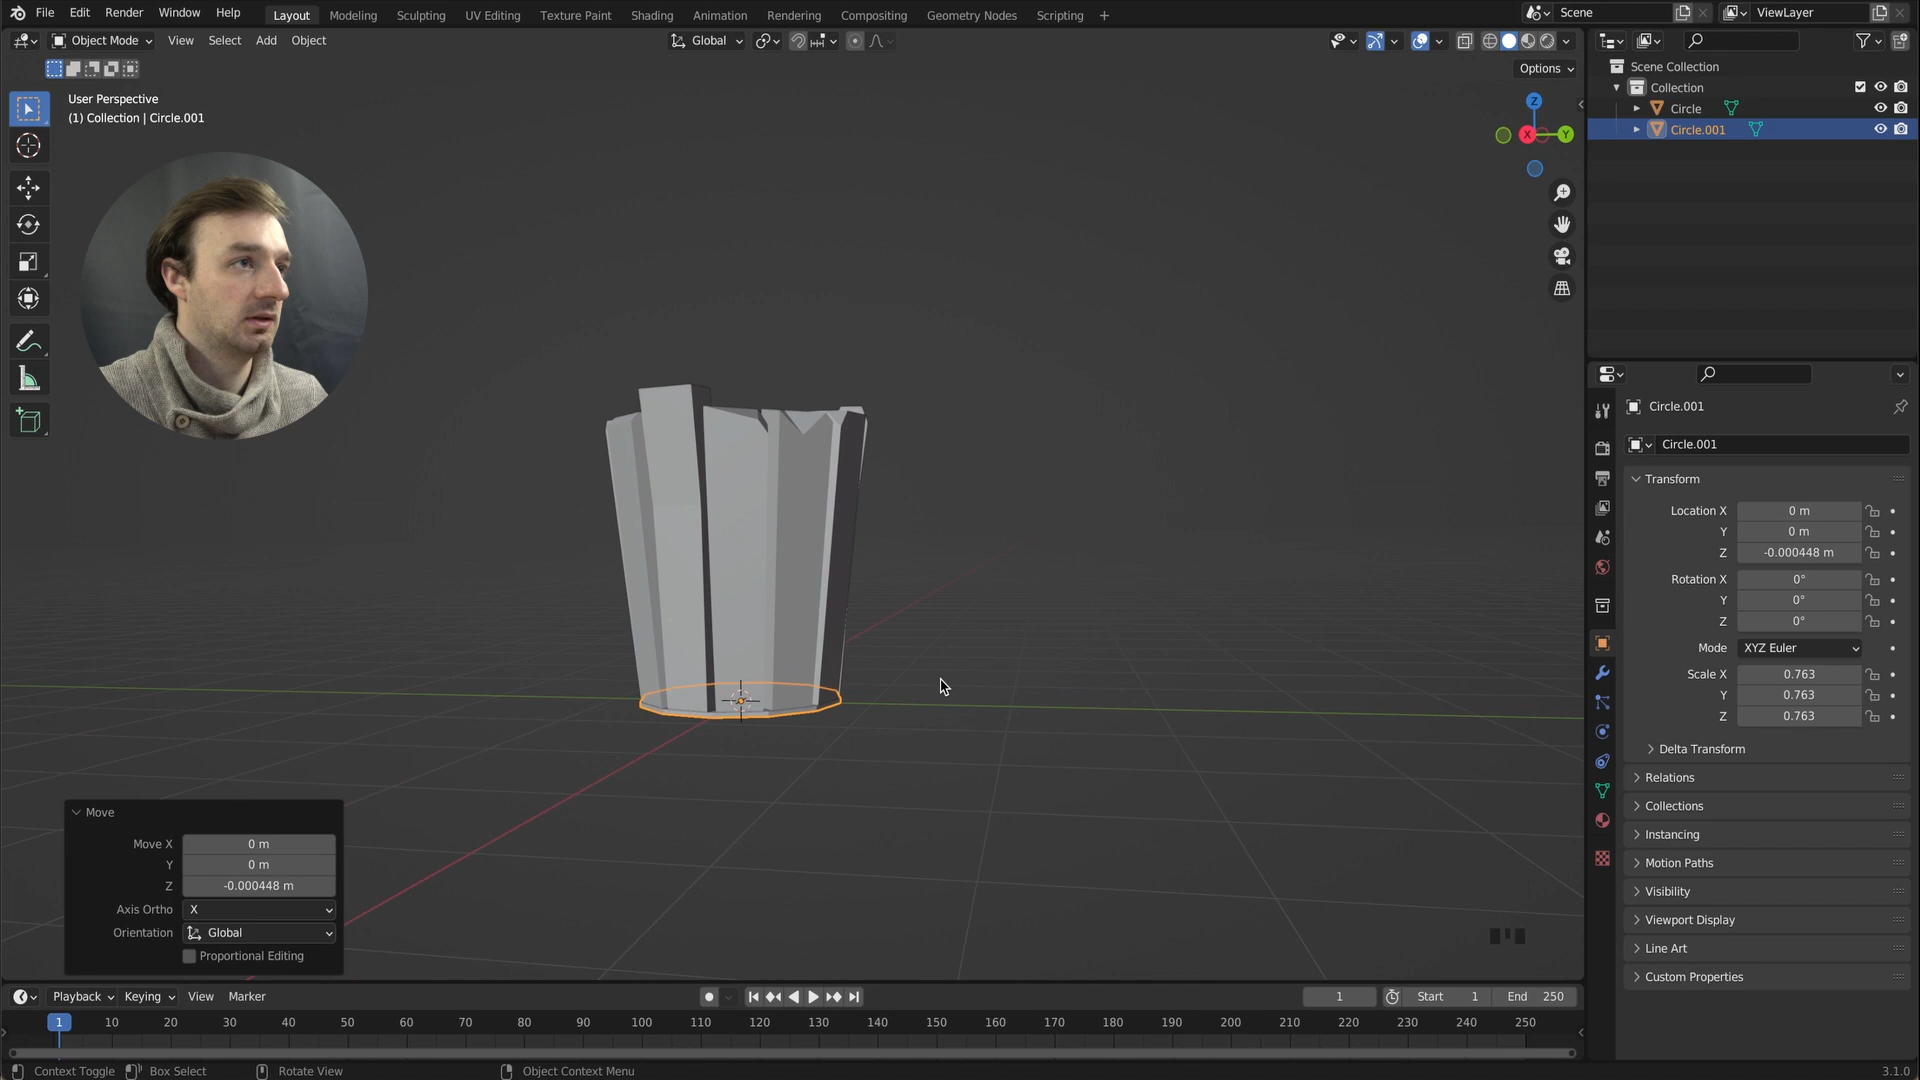 File Edit Render Window Help
Layout Modeling Sculpting UV Editing Texture Paint Shading Animation Rendering Compositing Geometry Nodes Scripting +
Scene
ViewLayer
Object Mode View Select Add Object
Global
Options
User Perspective
(1) Collection | Circle.001
Z
X
Y
Scene Collection
Collection
Circle
Circle.001
Circle.001
Circle.001
Transform
Location X 0 m
Y 0 m
Z -0.000448 m
Rotation X 0°
Y 0°
Z 0°
Mode XYZ Euler
Scale X 0.763
Y 0.763
Z 0.763
Delta Transform
Relations
Collections
Instancing
Motion Paths
Visibility
Viewport Display
Line Art
Custom Properties
Move
Move X 0 m
Y 0 m
Z -0.000448 m
Axis Ortho X
Orientation Global
Proportional Editing
Playback Keying View Marker
1 Start 1 End 250
1 10 20 30 40 50 60 70 80 90 100 110 120 130 140 150 160 170 180 190 200 210 220 230 240 250
Context Toggle Box Select Rotate View Object Context Menu 3.1.0